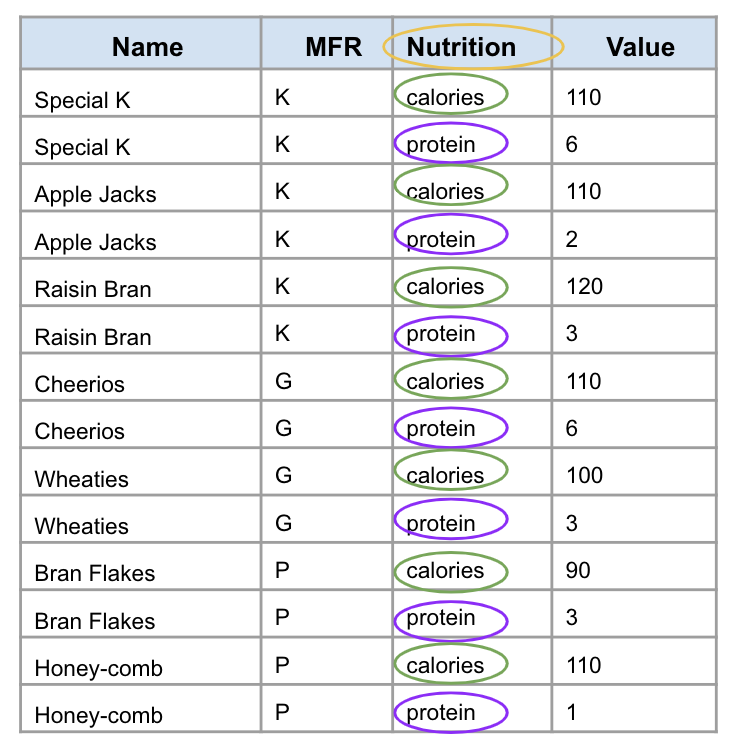 Name MFR Nutrition Value
Special K K calories 110
Special K K protein 6
Apple Jacks K calories 110
Apple Jacks K protein 2
Raisin Bran K calories 120
Raisin Bran K protein 3
Cheerios G calories 110
Cheerios G protein 6
Wheaties G calories 100
Wheaties G protein 3
Bran Flakes P calories 90
Bran Flakes P protein 3
Honey-comb P calories 110
Honey-comb P protein 1